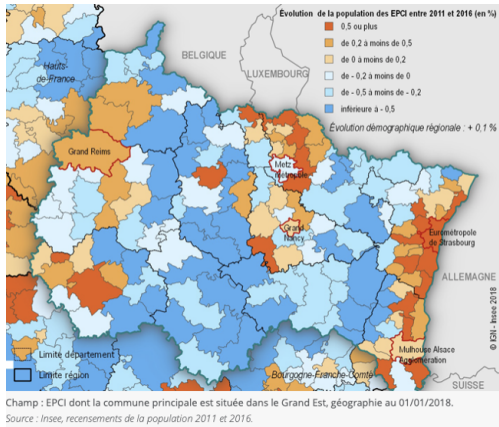 Évolution de la population des EPCI entre 2011 et 2016 (en %)
0,5 ou plus
de 0,2 à moins de 0,5
de 0 à moins de 0,2
de - 0,2 à moins de 0
de - 0,5 à moins de - 0,2
inférieure à - 0,5
Évolution démographique régionale : + 0,1 %
BELGIQUE
LUXEMBOURG
Hauts-
de-France
Grand Reims
Metz
Métropole
Grand
Nancy
Eurométropole
de Strasbourg
ALLEMAGNE
© IGN - Insee 2018
Mulhouse Alsace
Agglomération
Limite département
Limite région
Bourgogne-Franche-Comté
SUISSE
Champ : EPCI dont la commune principale est située dans le Grand Est, géographie au 01/01/2018.
Source : Insee, recensements de la population 2011 et 2016.